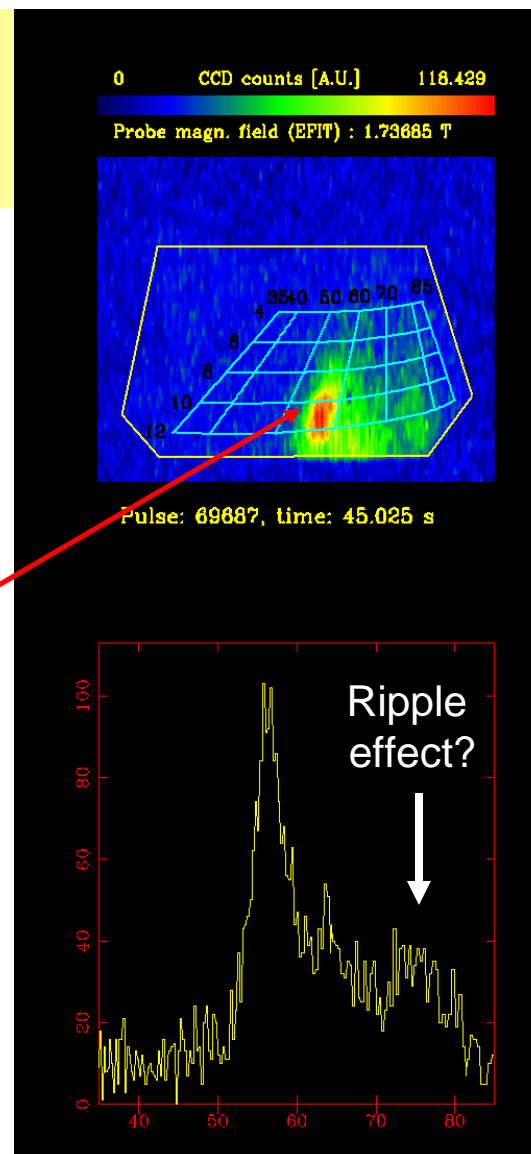 0 CCD counts [A.U.] 118.429
Probe magn. field (EFIT) : 1.73685 T
35 40 50 60 70 85
4
6
8
10
12
Pulse: 69687, time: 45.025 s
100
80
60
40
20
0
Ripple
effect?
40 50 60 70 80